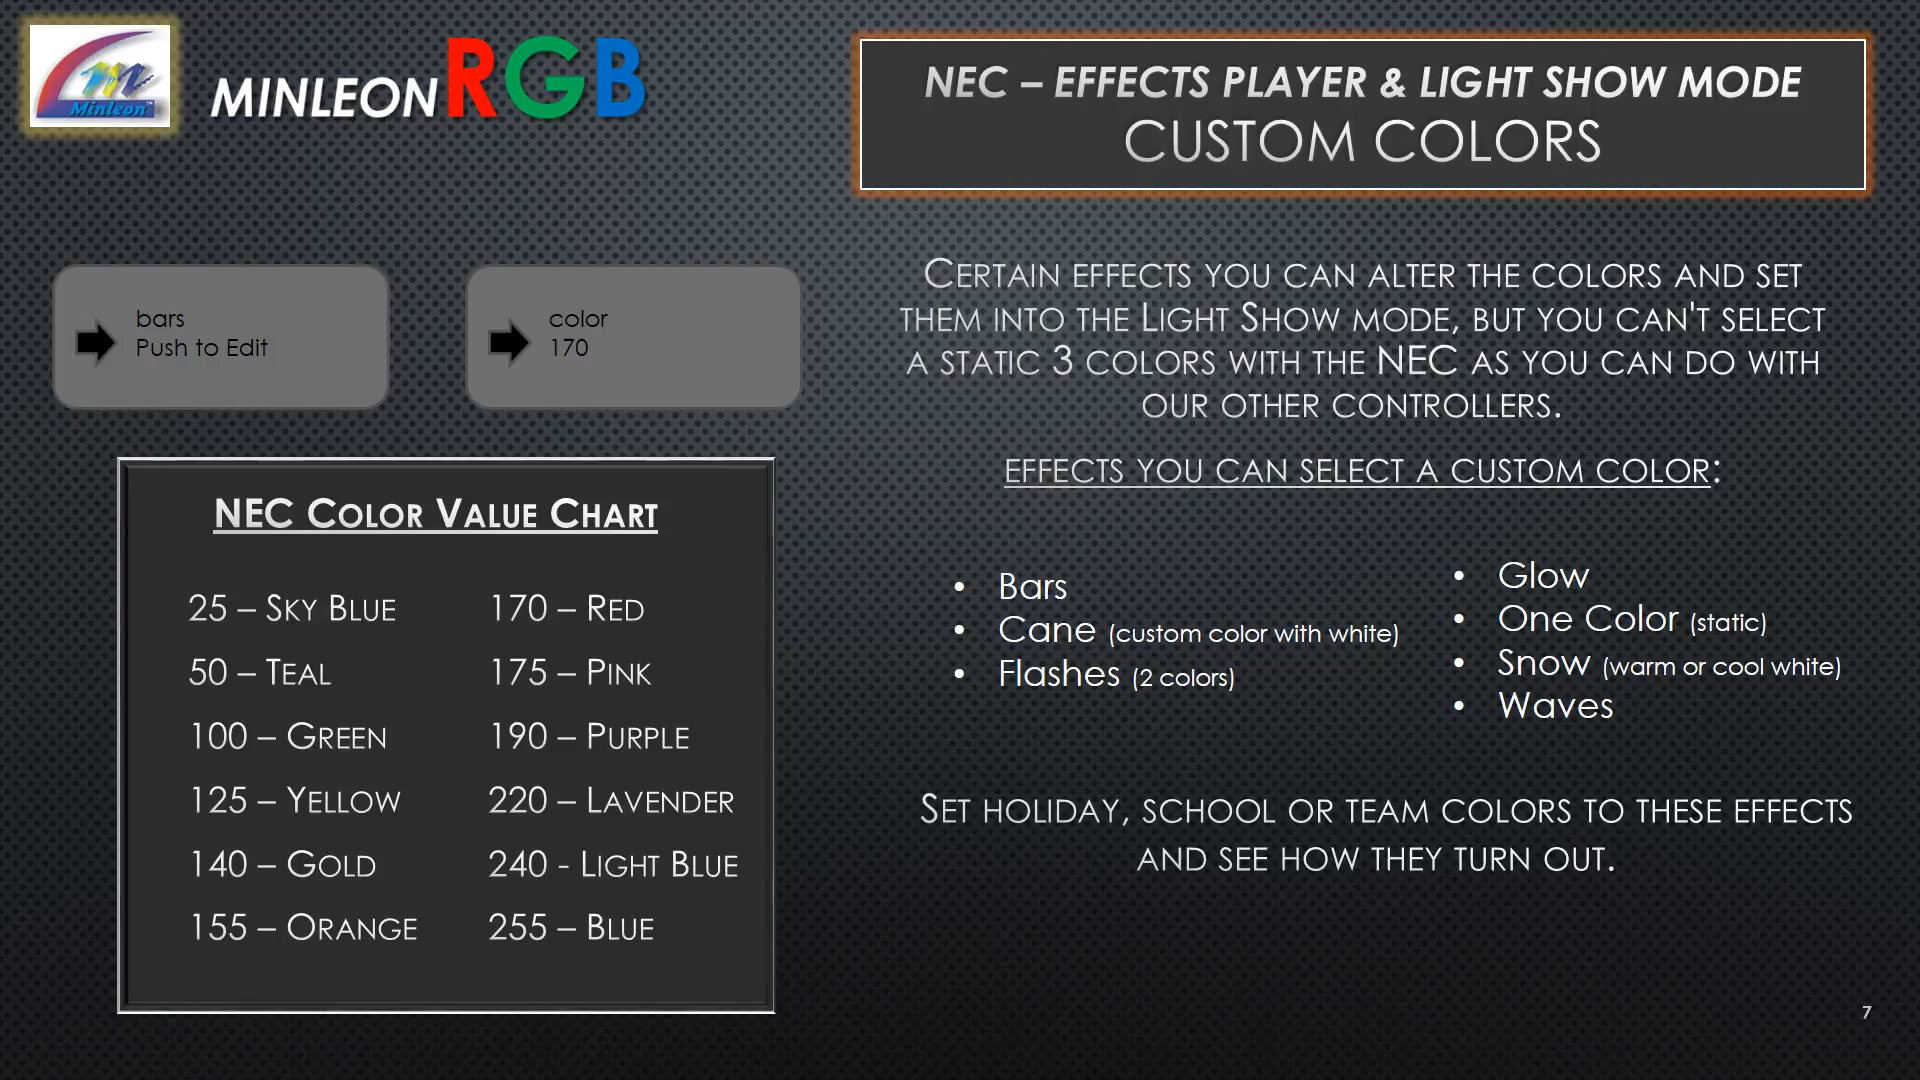 Minleon
MINLEON RGB
NEC – EFFECTS PLAYER & LIGHT SHOW MODE
CUSTOM COLORS
bars
Push to Edit
color
170
NEC COLOR VALUE CHART
25 – SKY BLUE
50 – TEAL
100 – GREEN
125 – YELLOW
140 – GOLD
155 – ORANGE
170 – RED
175 – PINK
190 – PURPLE
220 – LAVENDER
240 - LIGHT BLUE
255 – BLUE
CERTAIN EFFECTS YOU CAN ALTER THE COLORS AND SET
THEM INTO THE LIGHT SHOW MODE, BUT YOU CAN'T SELECT
A STATIC 3 COLORS WITH THE NEC AS YOU CAN DO WITH
OUR OTHER CONTROLLERS.
EFFECTS YOU CAN SELECT A CUSTOM COLOR:
• Bars
• Cane (custom color with white)
• Flashes (2 colors)
• Glow
• One Color (static)
• Snow (warm or cool white)
• Waves
SET HOLIDAY, SCHOOL OR TEAM COLORS TO THESE EFFECTS
AND SEE HOW THEY TURN OUT.
7